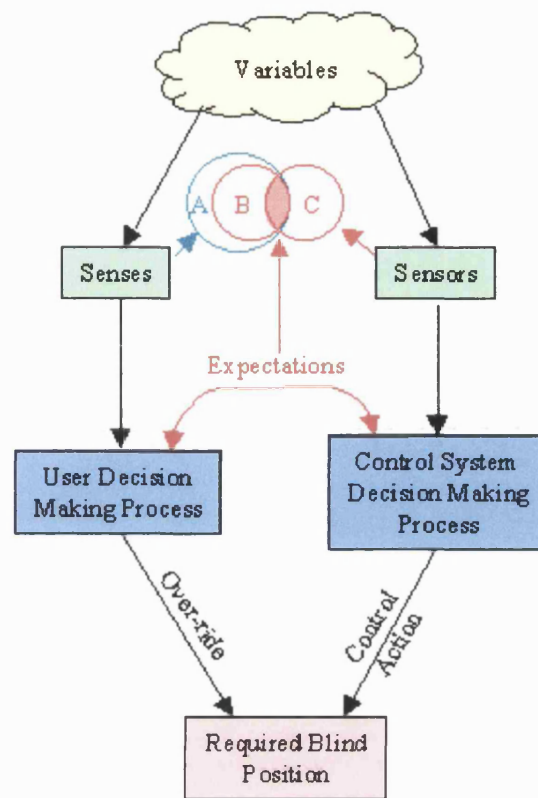 Variables
A B C
Senses
Sensors
Expectations
User Decision
Making Process
Control System
Decision Making
Process
Over-ride
Control
Action
Required Blind
Position